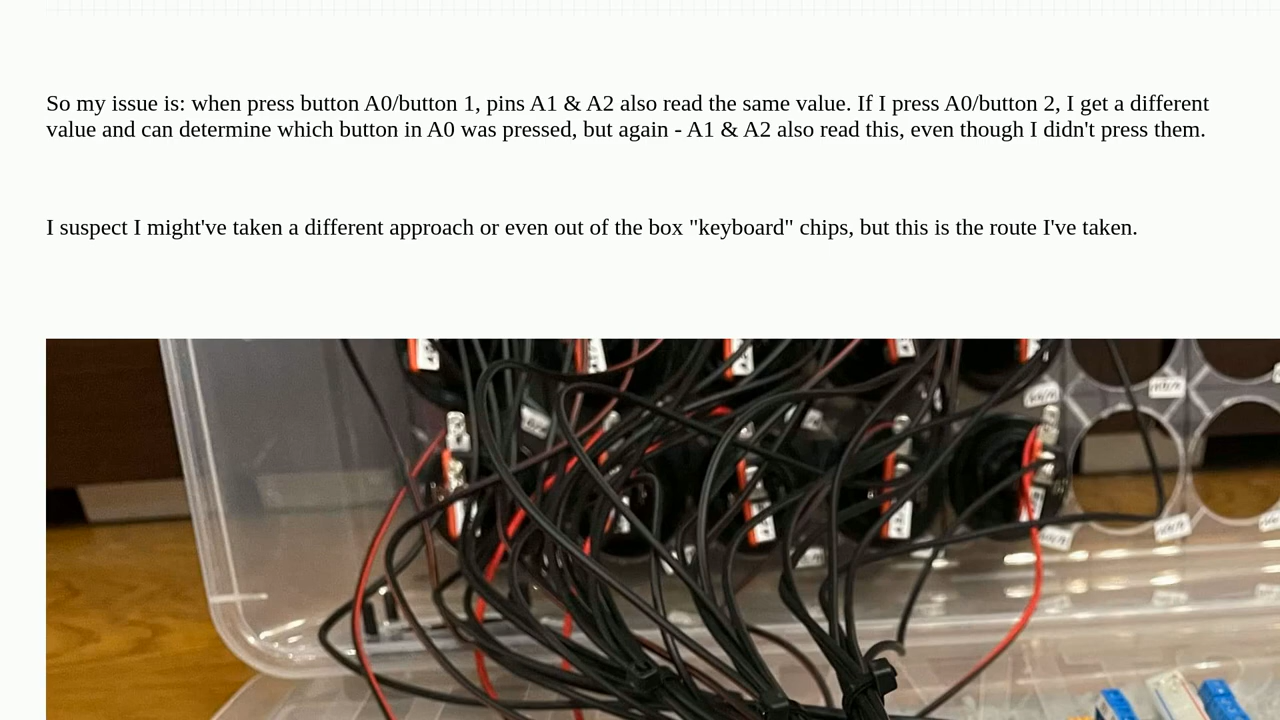 So my issue is: when press button A0/button 1, pins A1 & A2 also read the same value. If I press A0/button 2, I get a different
value and can determine which button in A0 was pressed, but again - A1 & A2 also read this, even though I didn't press them.
I suspect I might've taken a different approach or even out of the box "keyboard" chips, but this is the route I've taken.